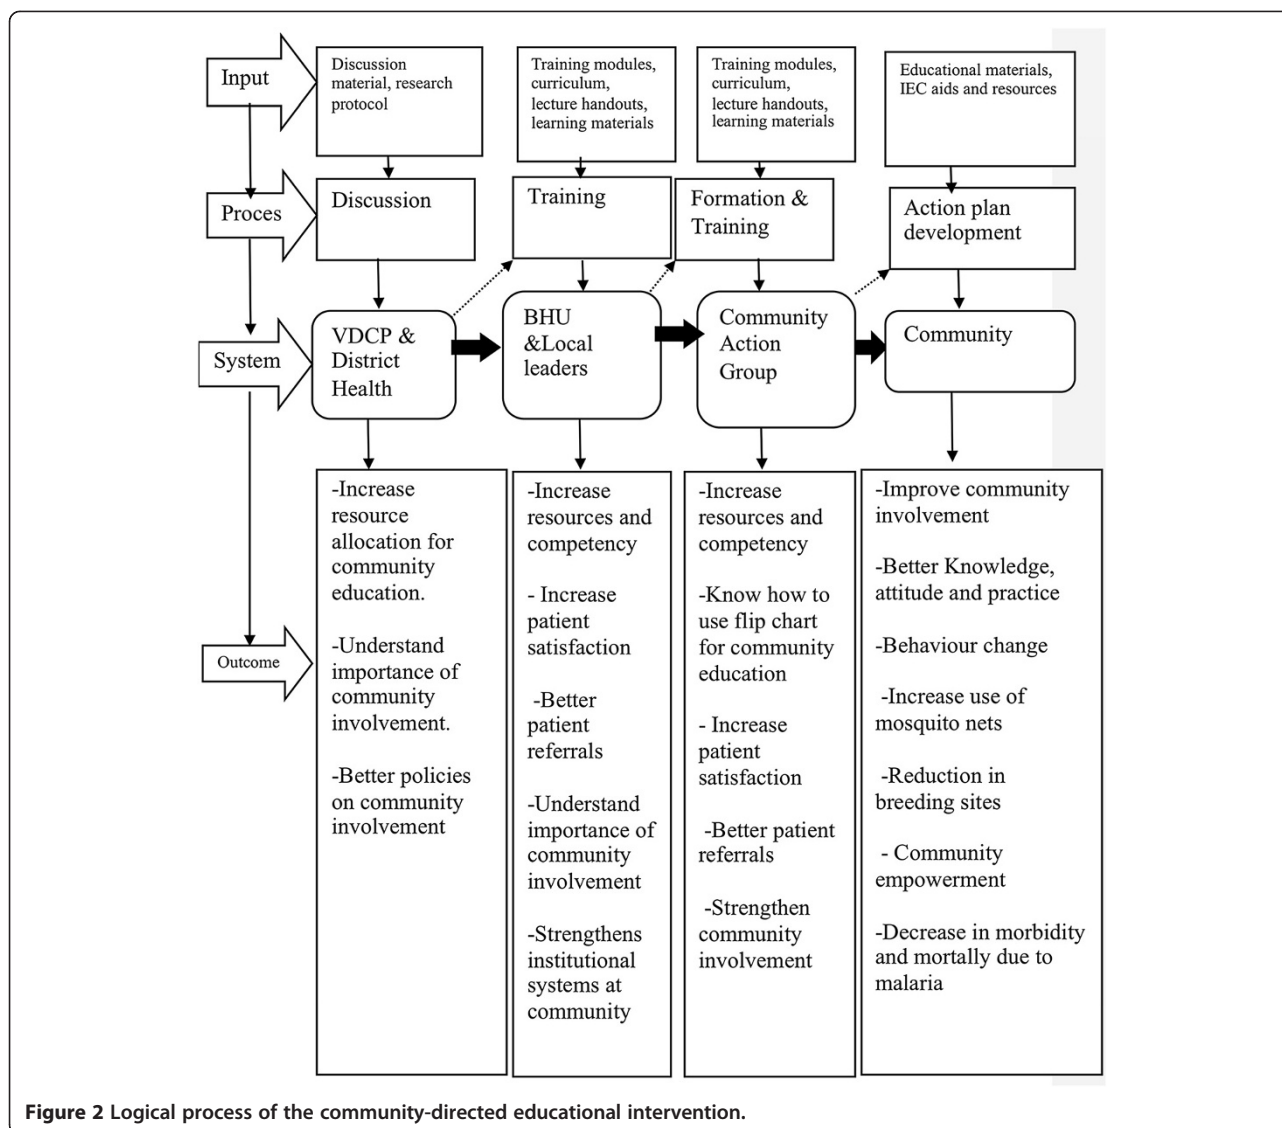 Input
Discussion
material, research
protocol
Training modules,
curriculum,
lecture handouts,
learning materials
Training modules,
curriculum,
lecture handouts,
learning materials
Educational materials,
IEC aids and resources
Proces
Discussion
Training
Formation &
Training
Action plan
development
System
VDCP &
District
Health
BHU
&Local
leaders
Community
Action
Group
Community
Outcome
-Increase
resource
allocation for
community
education.
-Understand
importance of
community
involvement.
-Better policies
on community
involvement
-Increase
resources and
competency
- Increase
patient
satisfaction
-Better
patient
referrals
-Understand
importance of
community
involvement
-Strengthens
institutional
systems at
community
-Increase
resources and
competency
-Know how to
use flip chart
for community
education
- Increase
patient
satisfaction
-Better patient
referrals
-Strengthen
community
involvement
-Improve community
involvement
-Better Knowledge,
attitude and practice
-Behaviour change
-Increase use of
mosquito nets
-Reduction in
breeding sites
- Community
empowerment
-Decrease in morbidity
and mortally due to
malaria
Figure 2 Logical process of the community-directed educational intervention.